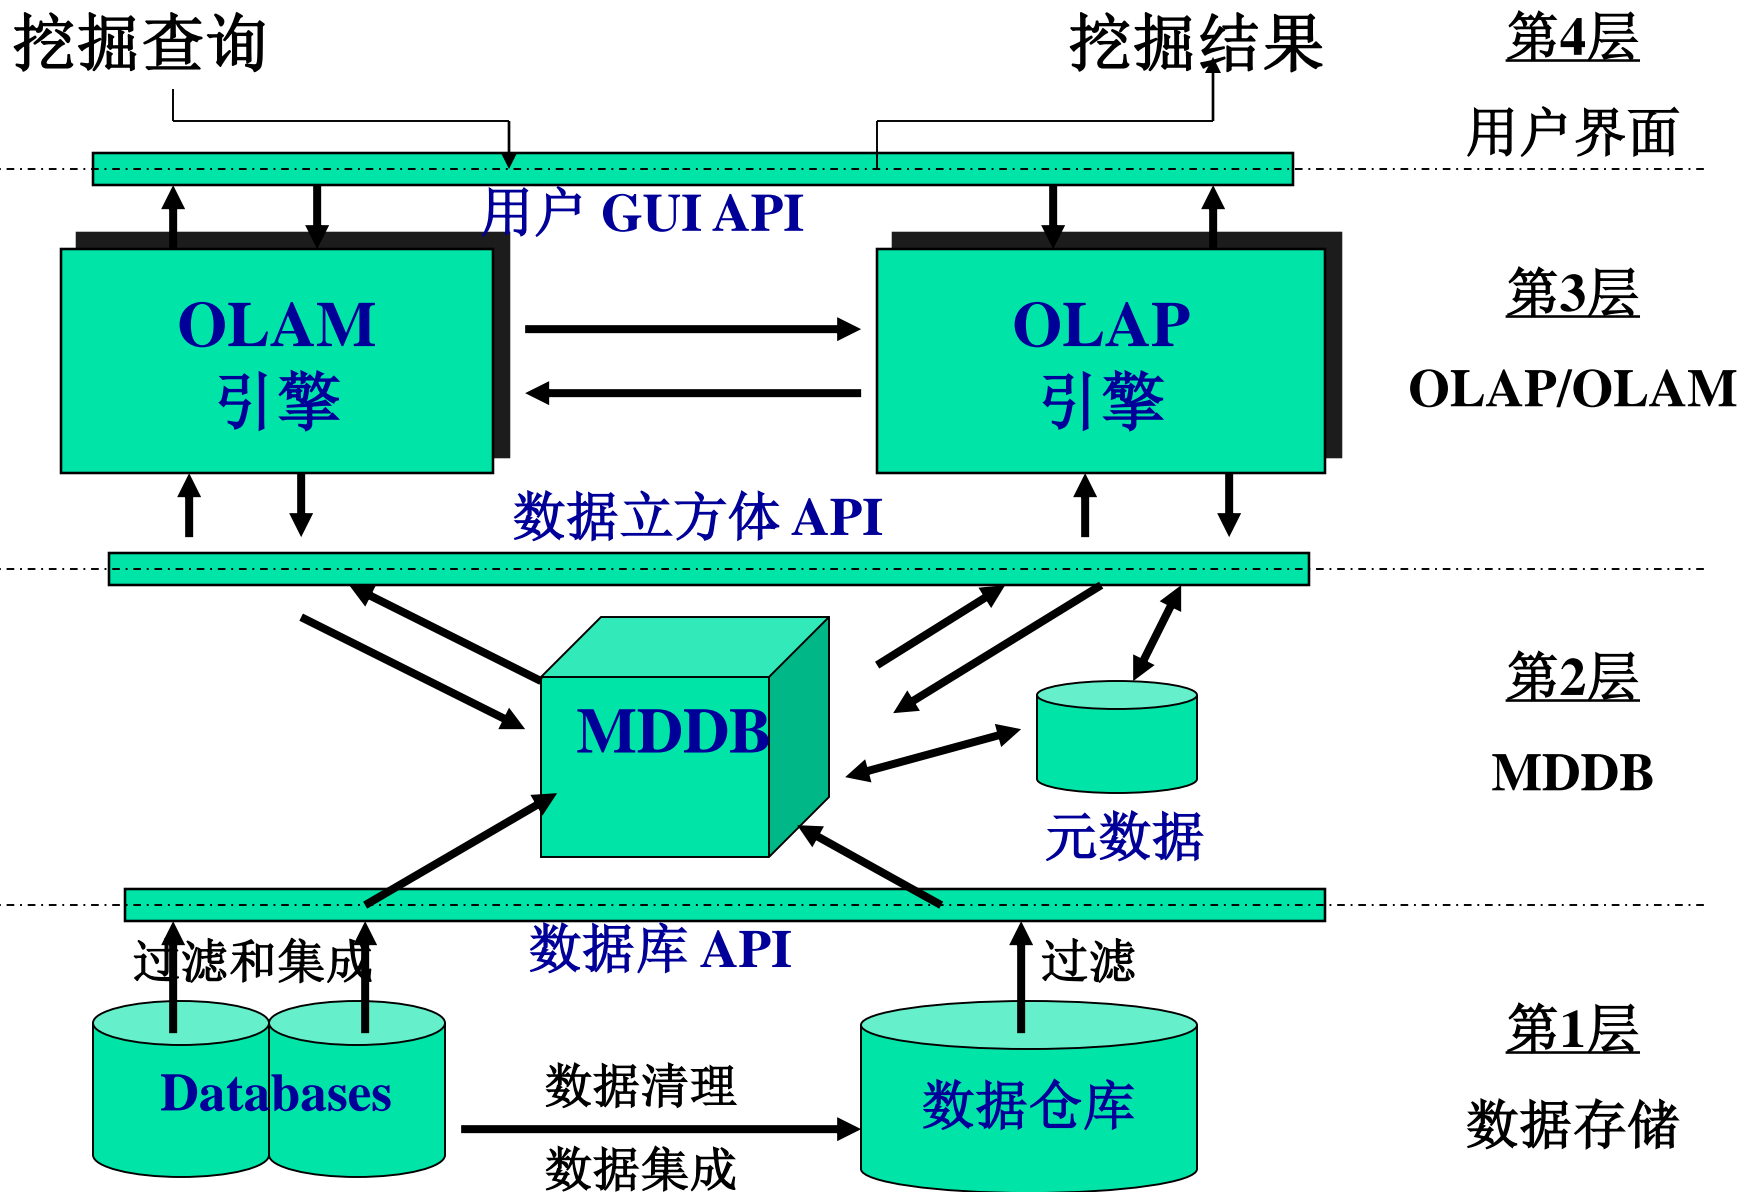 挖掘查询
挖掘结果
第4层
用户界面
用户 GUI API
OLAM
引擎
OLAP
引擎
第3层
OLAP/OLAM
数据立方体 API
MDDB
元数据
第2层
MDDB
过滤和集成
数据库 API
过滤
Databases
数据清理
数据集成
数据仓库
第1层
数据存储